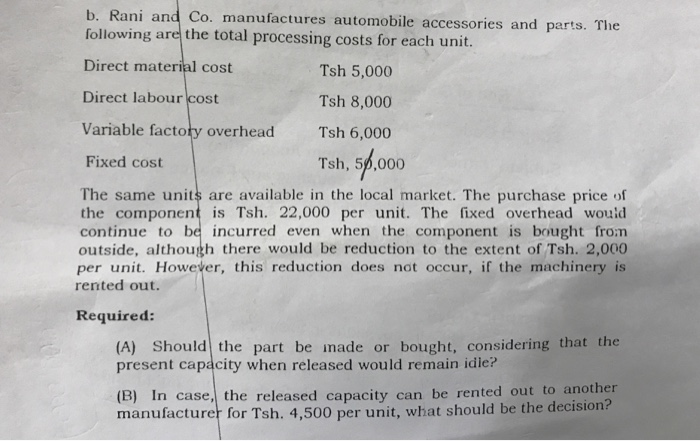 b. Rani and Co. manufactures automobile accessories and parts. The
following are the total processing costs for each unit.
Direct material cost Tsh 5,000
Direct labour cost Tsh 8,000
Variable factory overhead Tsh 6,000
Fixed cost Tsh, 50,000
The same units are available in the local market. The purchase price of
the component is Tsh. 22,000 per unit. The fixed overhead would
continue to be incurred even when the component is bought from
outside, although there would be reduction to the extent of Tsh. 2,000
per unit. However, this reduction does not occur, if the machinery is
rented out.
Required:
(A) Should the part be made or bought, considering that the
present capacity when released would remain idle?
(B) In case, the released capacity can be rented out to another
manufacturer for Tsh. 4,500 per unit, what should be the decision?